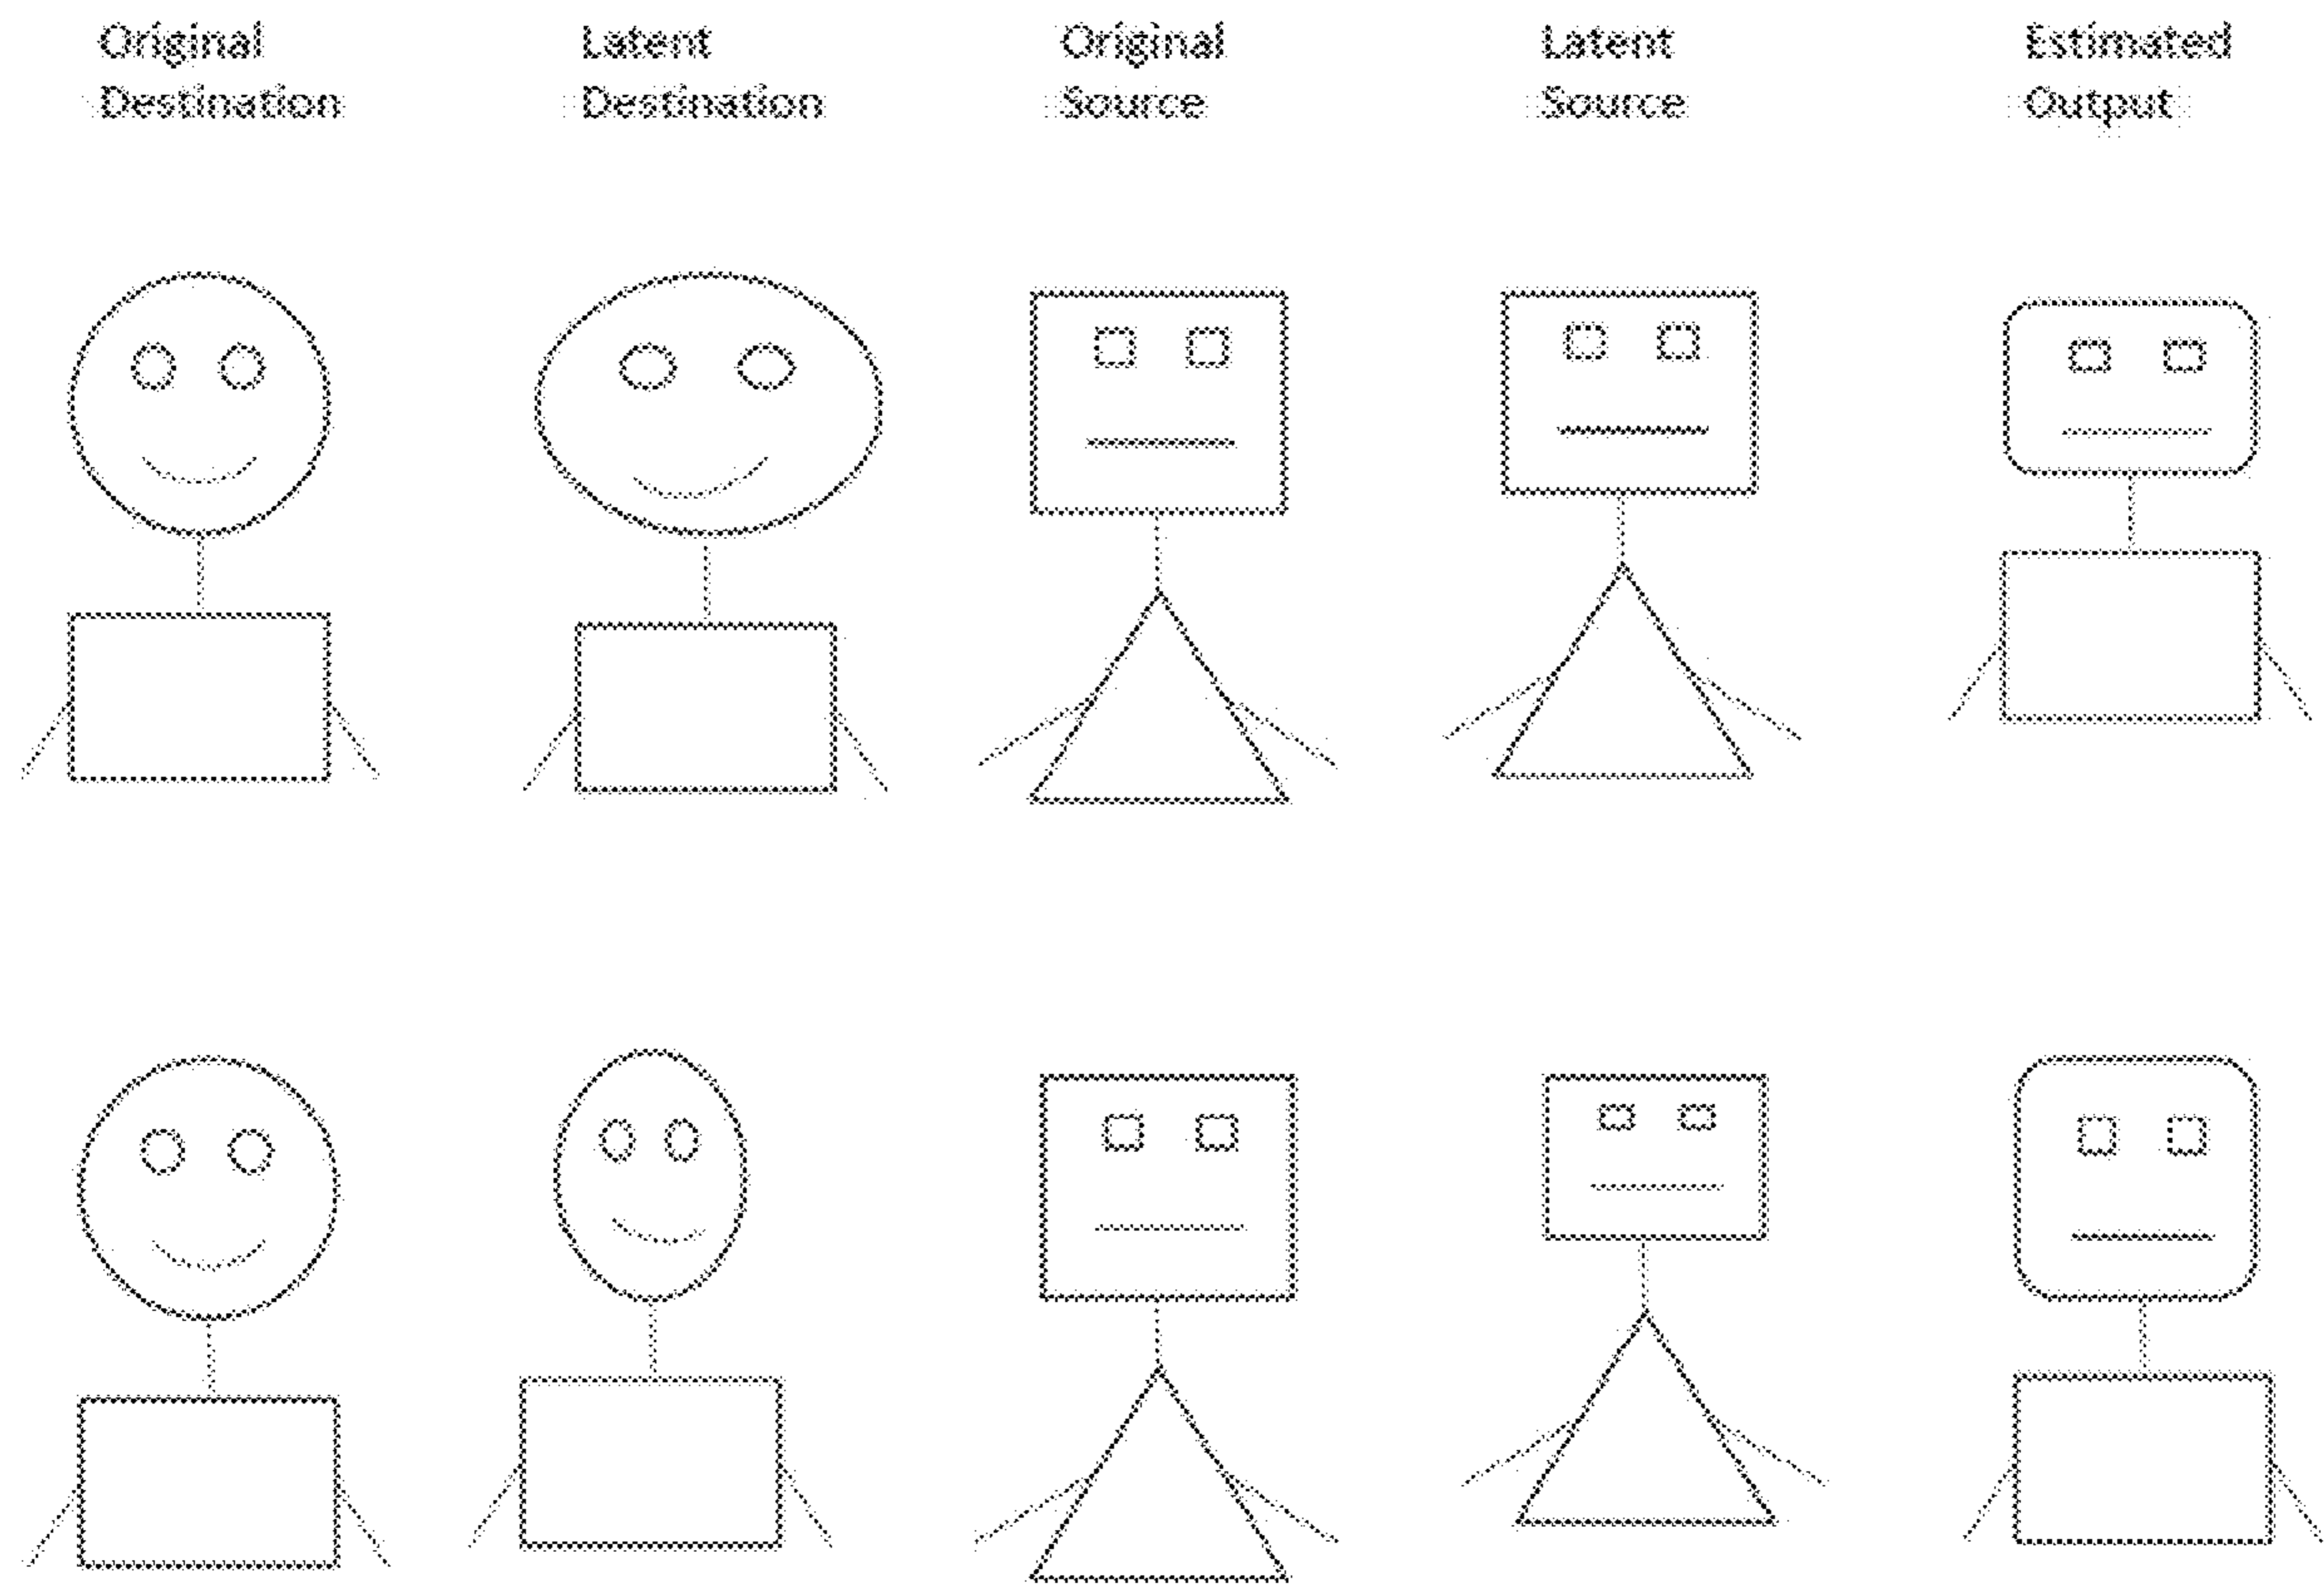 Original
Destination
Latent
Destination
Original
Source
Latent
Source
Estimated
Output